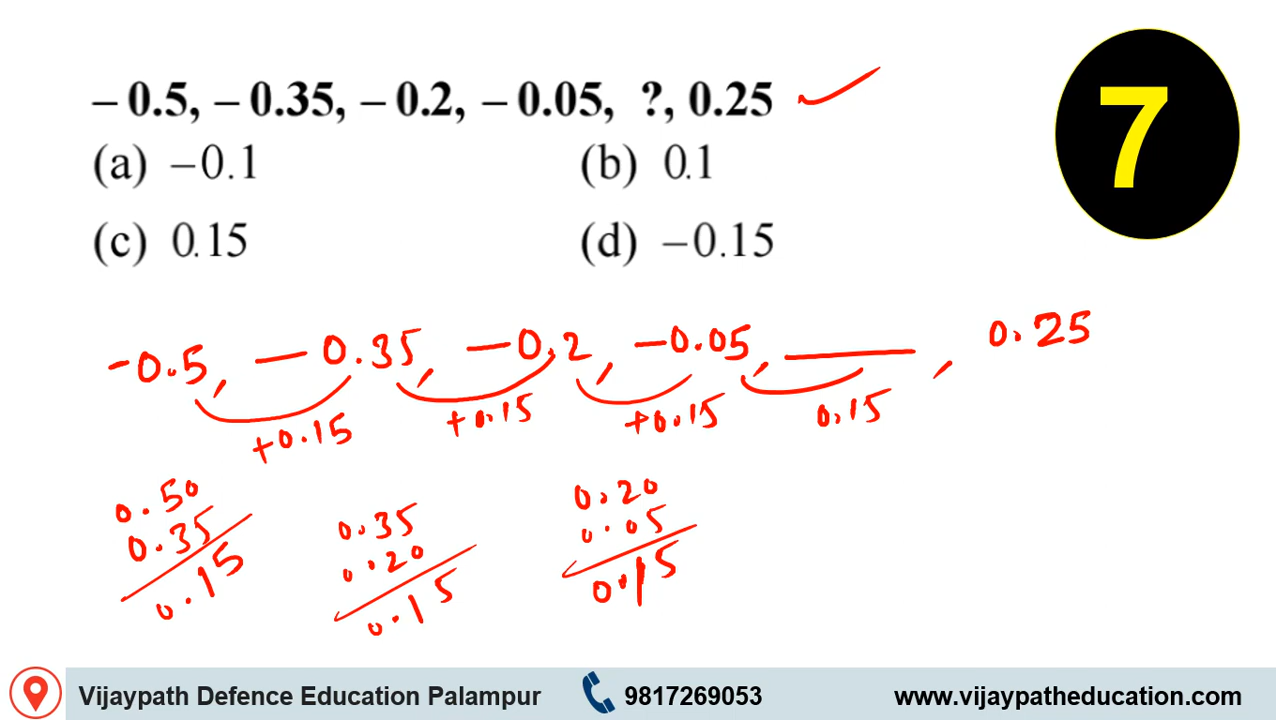 – 0.5, – 0.35, – 0.2, – 0.05,  ?, 0.25
7
(a) –0.1 (b) 0.1
(c) 0.15 (d) –0.15
-0.5, -0.35, -0.2, -0.05, ____, 0.25
+0.15 +0.15 +0.15 0.15
0.50
0.35
0.15
0.35
0.20
0.15
0.20
0.05
0.15
Vijaypath Defence Education Palampur 9817269053 www.vijaypatheducation.com